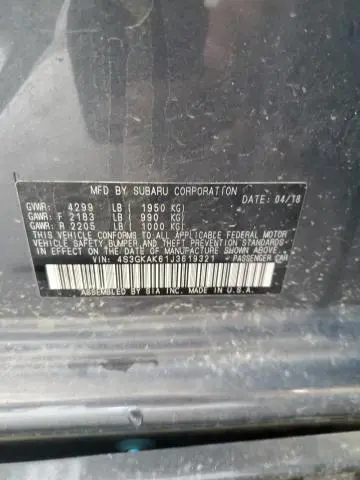 MFD BY SUBARU CORPORATION
GVWR: 4299 LB ( 1950 KG) DATE: 04/18
GAWR: F 2183 LB ( 990 KG)
GAWR: R 2205 LB ( 1000 KG)
THIS VEHICLE CONFORMS TO ALL APPLICABLE FEDERAL MOTOR
VEHICLE SAFETY, BUMPER, AND THEFT PREVENTION STANDARDS
IN EFFECT ON THE DATE OF MANUFACTURE SHOWN ABOVE.
VIN: 4S3GKAK61J3619321 PASSENGER CAR
ASSEMBLED BY SIA INC. MADE IN U.S.A.